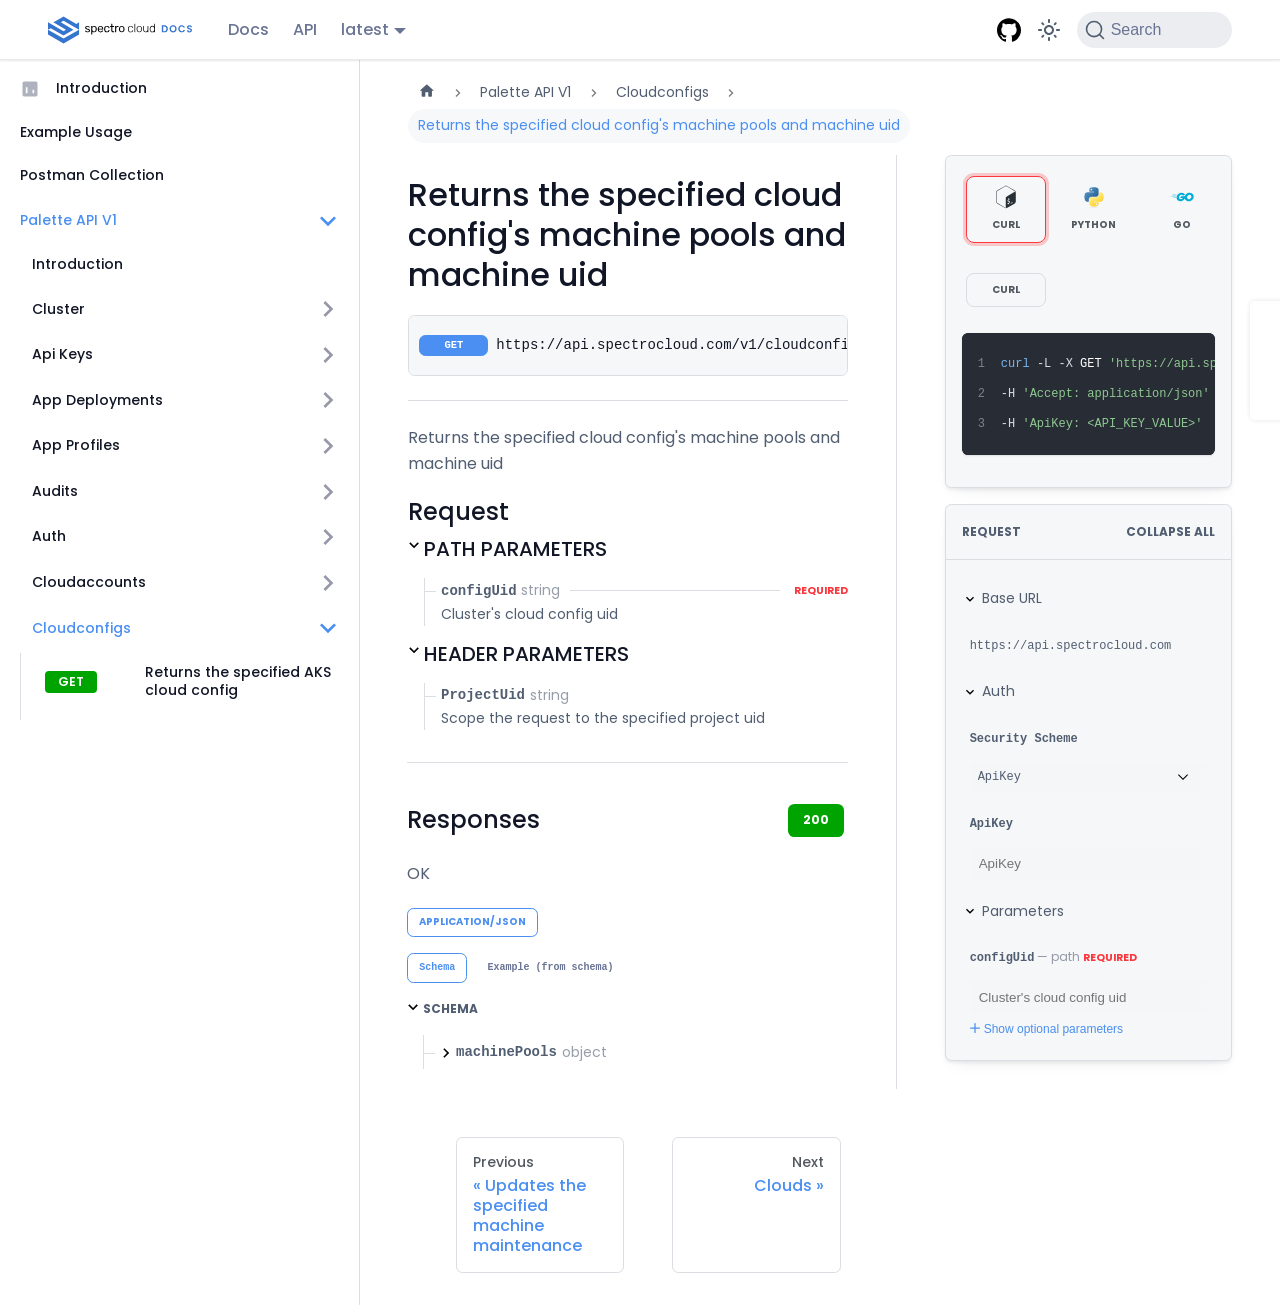 spectro cloud DOCS
Docs
API
latest
Search
Introduction
Example Usage
Postman Collection
Palette API V1
Introduction
Cluster
Api Keys
App Deployments
App Profiles
Audits
Auth
Cloudaccounts
Cloudconfigs
GET
Returns the specified AKS
cloud config
Palette API V1
Cloudconfigs
Returns the specified cloud config's machine pools and machine uid
Returns the specified cloud
config's machine pools and
machine uid
GET
https://api.spectrocloud.com/v1/cloudconfi
Returns the specified cloud config's machine pools and
machine uid
Request
PATH PARAMETERS
configUid string REQUIRED
Cluster's cloud config uid
HEADER PARAMETERS
ProjectUid string
Scope the request to the specified project uid
Responses
200
OK
APPLICATION/JSON
Schema
Example (from schema)
SCHEMA
machinePools object
Previous
« Updates the
specified
machine
maintenance
Next
Clouds »
CURL
PYTHON
GO
CURL
1 curl -L -X GET 'https://api.sp
2 -H 'Accept: application/json'
3 -H 'ApiKey: <API_KEY_VALUE>'
REQUEST
COLLAPSE ALL
Base URL
https://api.spectrocloud.com
Auth
Security Scheme
ApiKey
ApiKey
ApiKey
Parameters
configUid — path REQUIRED
Cluster's cloud config uid
Show optional parameters